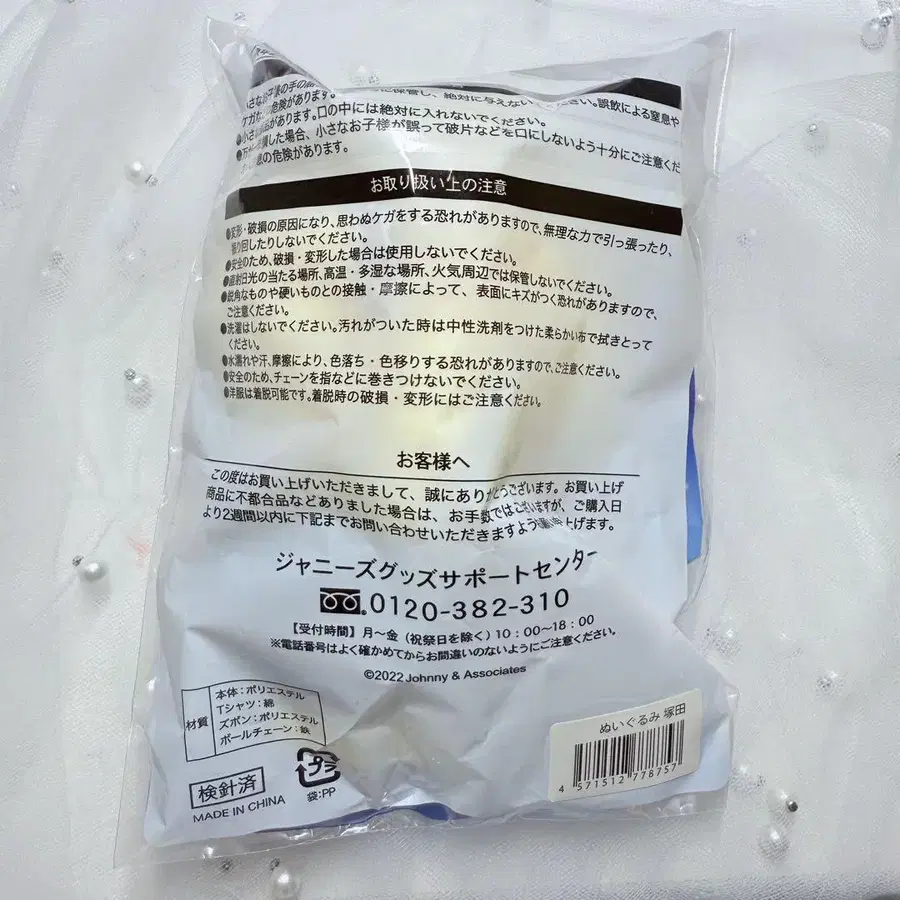 小さな
に保管し、絶対に与えないでください。誤飲による窒息や
ケガなど危険があります。
部品があります。口の中には絶対に入れないでください。
した場合、小さなお子様が誤って破片などを口にしないよう十分にご注意くだ
の危険があります。
お取り扱い上の注意
●変形・破損の原因になり、思わぬケガをする恐れがありますので、無理な力で引っ張ったり、
振り回したりしないでください。
●安全のため、破損・変形した場合は使用しないでください。
●直射日光の当たる場所、高温・多湿な場所、火気周辺では保管しないでください。
●鋭角なものや硬いものとの接触・摩擦によって、表面にキズがつく恐れがありますので、
ご注意ください。
●洗濯はしないでください。汚れがついた時は中性洗剤をつけた柔らかい布で拭きとって
ください。
●水濡れや汗、摩擦により、色落ち・色移りする恐れがありますので、ご注意ください。
●安全のため、チェーンを指などに巻きつけないでください。
●洋服は着脱可能です。着脱時の破損・変形にはご注意ください。
お客様へ
この度はお買い上げいただきまして、誠にありがとうございます。お買い上げ
商品に不都合品などありました場合は、お手数ではございますが、ご購入日
より2週間以内に下記までお問い合わせいただきますようお願い申し上げます。
ジャニーズグッズサポートセンター
0120-382-310
【受付時間】月〜金（祝祭日を除く）10：00〜18：00
※電話番号はよく確かめてからお間違いのないようにご注意ください。
©2022 Johnny & Associates
材質
本体：ポリエステル
Tシャツ：綿
ズボン：ポリエステル
ボールチェーン：鉄
検針済
MADE IN CHINA
プラ
袋：PP
ぬいぐるみ 塚田
4 571512 778757